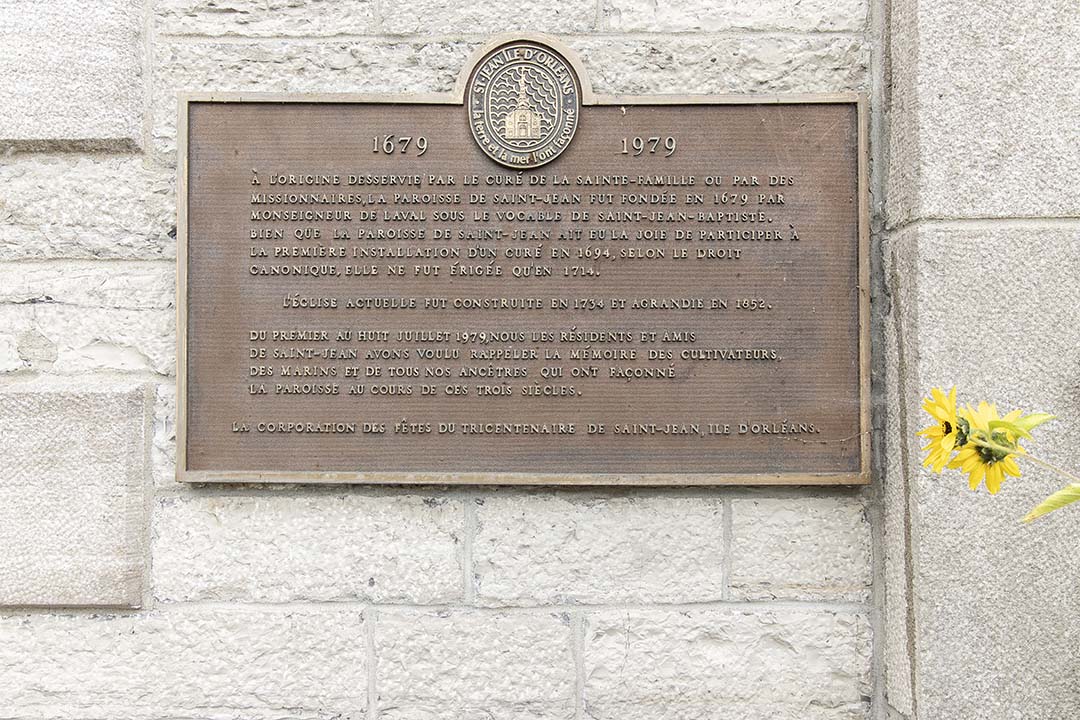 ST-JEAN ILE D'ORLÉANS
la terre et la mer l'ont façonné
1679 1979
À L'ORIGINE DESSERVIE PAR LE CURÉ DE LA SAINTE-FAMILLE OU PAR DES
MISSIONNAIRES, LA PAROISSE DE SAINT-JEAN FUT FONDÉE EN 1679 PAR
MONSEIGNEUR DE LAVAL SOUS LE VOCABLE DE SAINT-JEAN-BAPTISTE.
BIEN QUE LA PAROISSE DE SAINT-JEAN AIT EU LA JOIE DE PARTICIPER À
LA PREMIÈRE INSTALLATION D'UN CURÉ EN 1694, SELON LE DROIT
CANONIQUE, ELLE NE FUT ÉRIGÉE QU'EN 1714.
L'ÉGLISE ACTUELLE FUT CONSTRUITE EN 1734 ET AGRANDIE EN 1852.
DU PREMIER AU HUIT JUILLET 1979, NOUS LES RÉSIDENTS ET AMIS
DE SAINT-JEAN AVONS VOULU RAPPELER LA MÉMOIRE DES CULTIVATEURS,
DES MARINS ET DE TOUS NOS ANCÊTRES QUI ONT FAÇONNÉ
LA PAROISSE AU COURS DE CES TROIS SIÈCLES.
LA CORPORATION DES FÊTES DU TRICENTENAIRE DE SAINT-JEAN, ILE D'ORLÉANS.